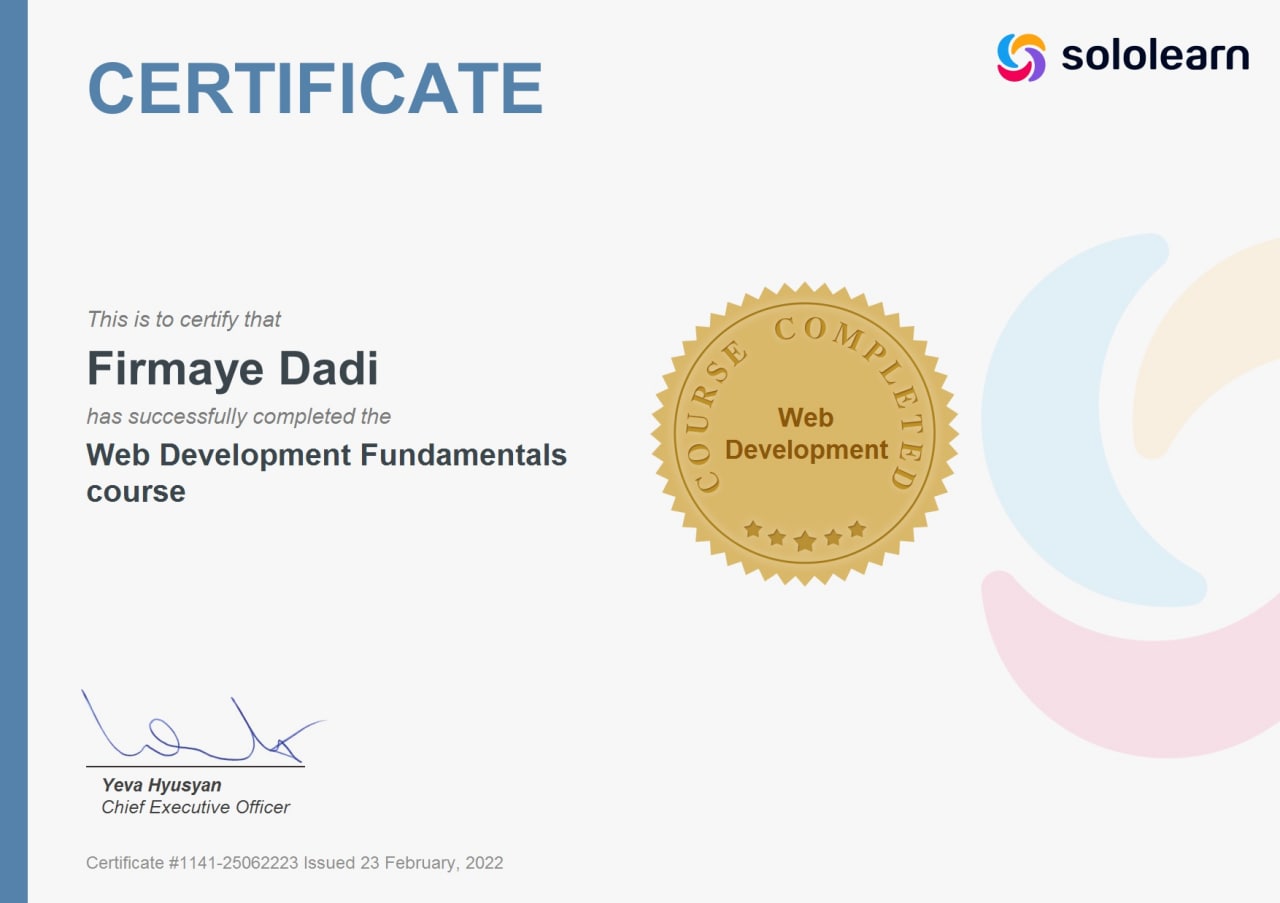 CERTIFICATE
sololearn
This is to certify that
Firmaye Dadi
has successfully completed the
Web Development Fundamentals
course
COURSE COMPLETED
Web
Development
Yeva Hyusyan
Chief Executive Officer
Certificate #1141-25062223 Issued 23 February, 2022